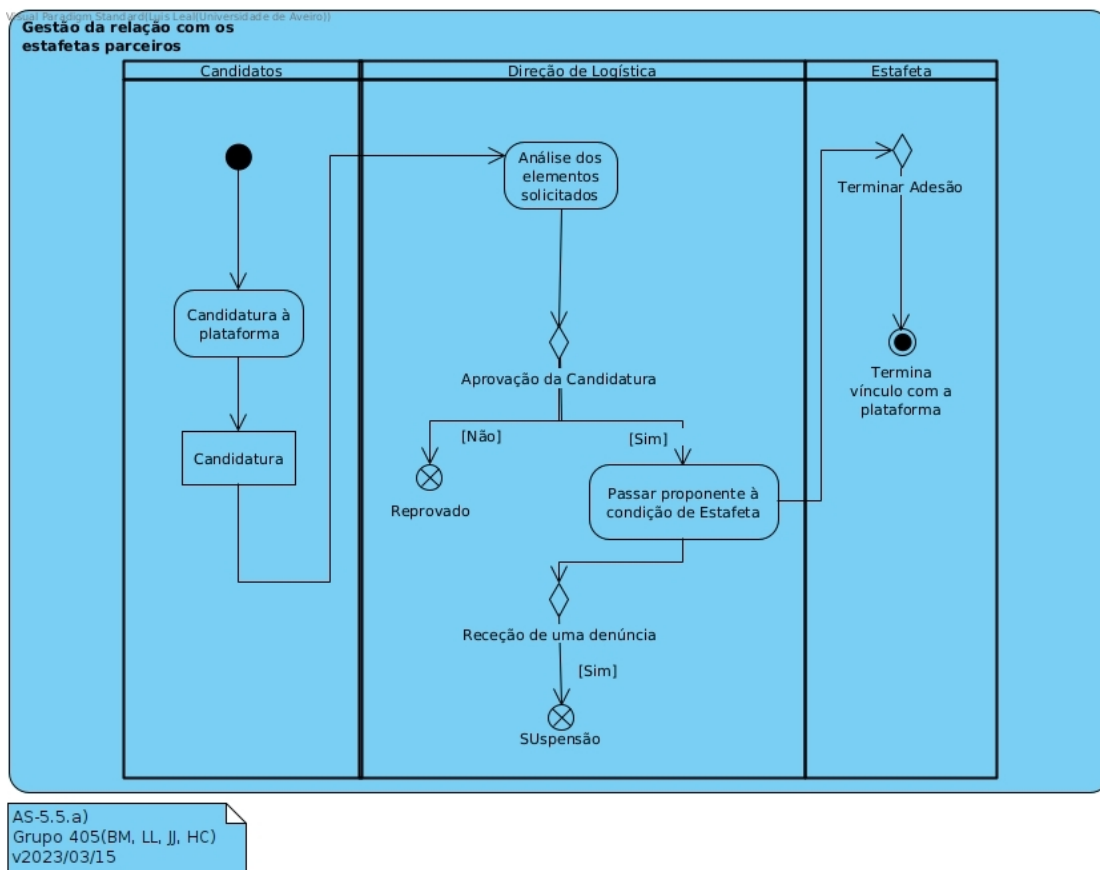 Visual Paradigm Standard(Luís Leal(Universidade de Aveiro))
Gestão da relação com os
estafetas parceiros
Candidatos
Direção de Logística
Estafeta
Análise dos
elementos
solicitados
Terminar Adesão
Candidatura à
plataforma
Aprovação da Candidatura
Termina
vínculo com a
plataforma
[Não]
[Sim]
Candidatura
Reprovado
Passar proponente à
condição de Estafeta
Receção de uma denúncia
[Sim]
SUspensão
AS-5.5.a)
Grupo 405(BM, LL, JJ, HC)
v2023/03/15